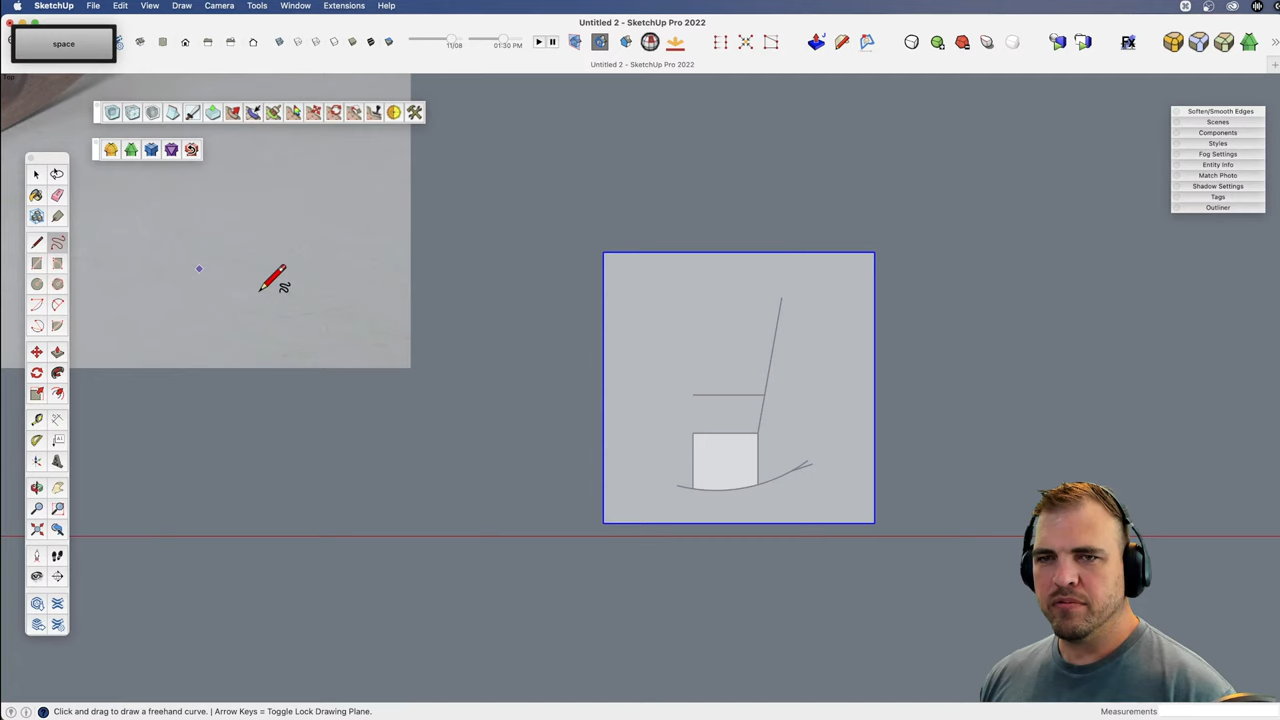 SketchUp File Edit View Draw Camera Tools Window Extensions Help
Untitled 2 - SketchUp Pro 2022
space
11/08
01:30 PM
Untitled 2 - SketchUp Pro 2022
Top
Soften/Smooth Edges
Scenes
Components
Styles
Fog Settings
Entity Info
Match Photo
Shadow Settings
Tags
Outliner
Click and drag to draw a freehand curve. | Arrow Keys = Toggle Lock Drawing Plane.
Measurements